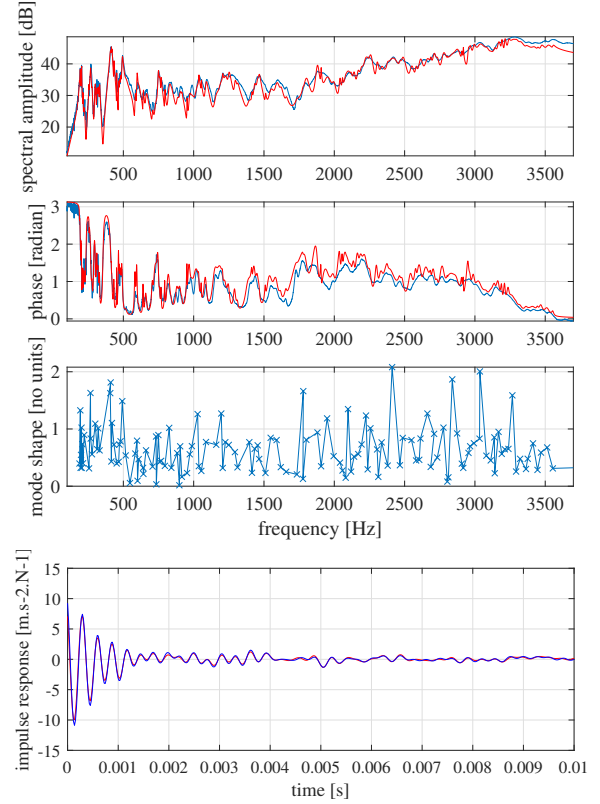 spectral amplitude [dB]
40
30
20
500 1000 1500 2000 2500 3000 3500
phase [radian]
3
2
1
0
500 1000 1500 2000 2500 3000 3500
mode shape [no units]
2
1
0
500 1000 1500 2000 2500 3000 3500
frequency [Hz]
impulse response [m.s-2.N-1]
15
10
5
0
-5
-10
-15
0 0.001 0.002 0.003 0.004 0.005 0.006 0.007 0.008 0.009 0.01
time [s]